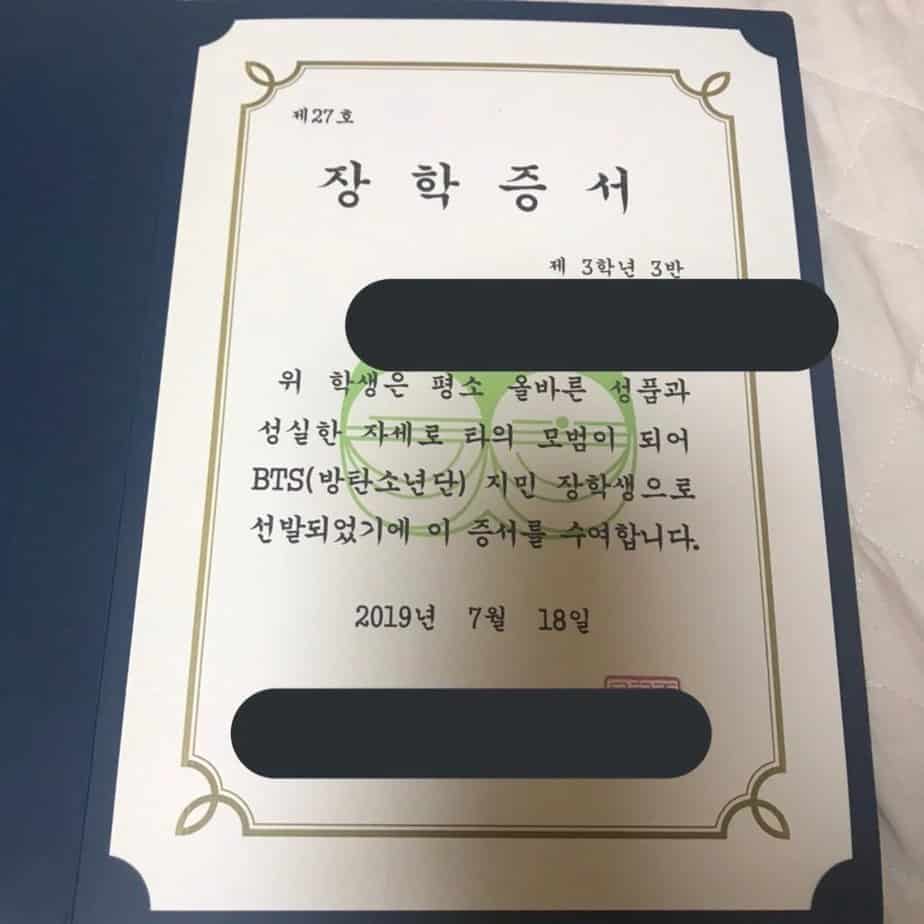 제27호
장 학 증 서
제 3학년 3반
위 학생은 평소 올바른 성품과
성실한 자세로 타의 모범이 되어
BTS(방탄소년단) 지민 장학생으로
선발되었기에 이 증서를 수여합니다.
2019년 7월 18일